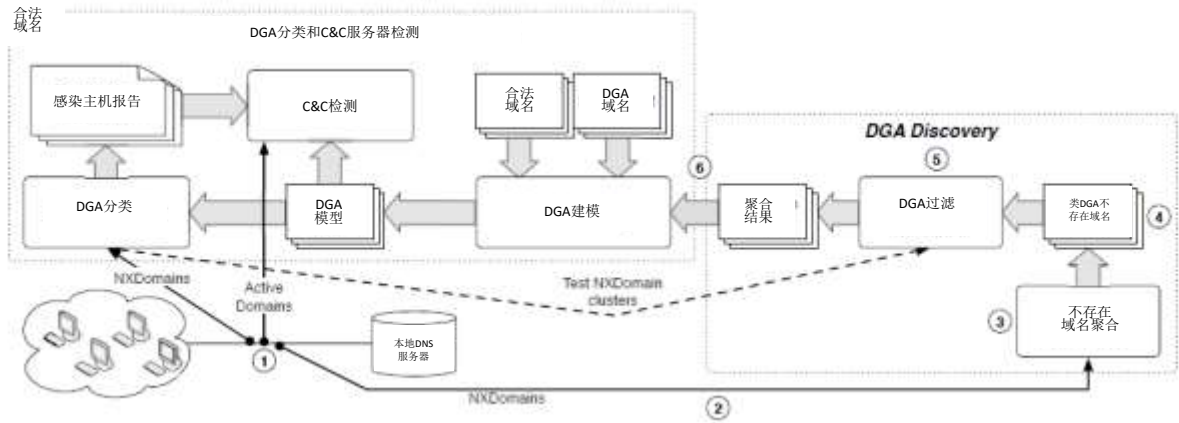 合法
域名
DGA分类和C&C服务器检测
感染主机报告
C&C检测
合法
域名
DGA
域名
DGA Discovery
⑤
⑥
DGA分类
DGA
模型
DGA建模
聚合
结果
DGA过滤
类DGA不
存在域名
④
NXDomains
Active
Domains
Test NXDomain
clusters
③
不存在
域名聚合
①
本地DNS
服务器
NXDomains
②